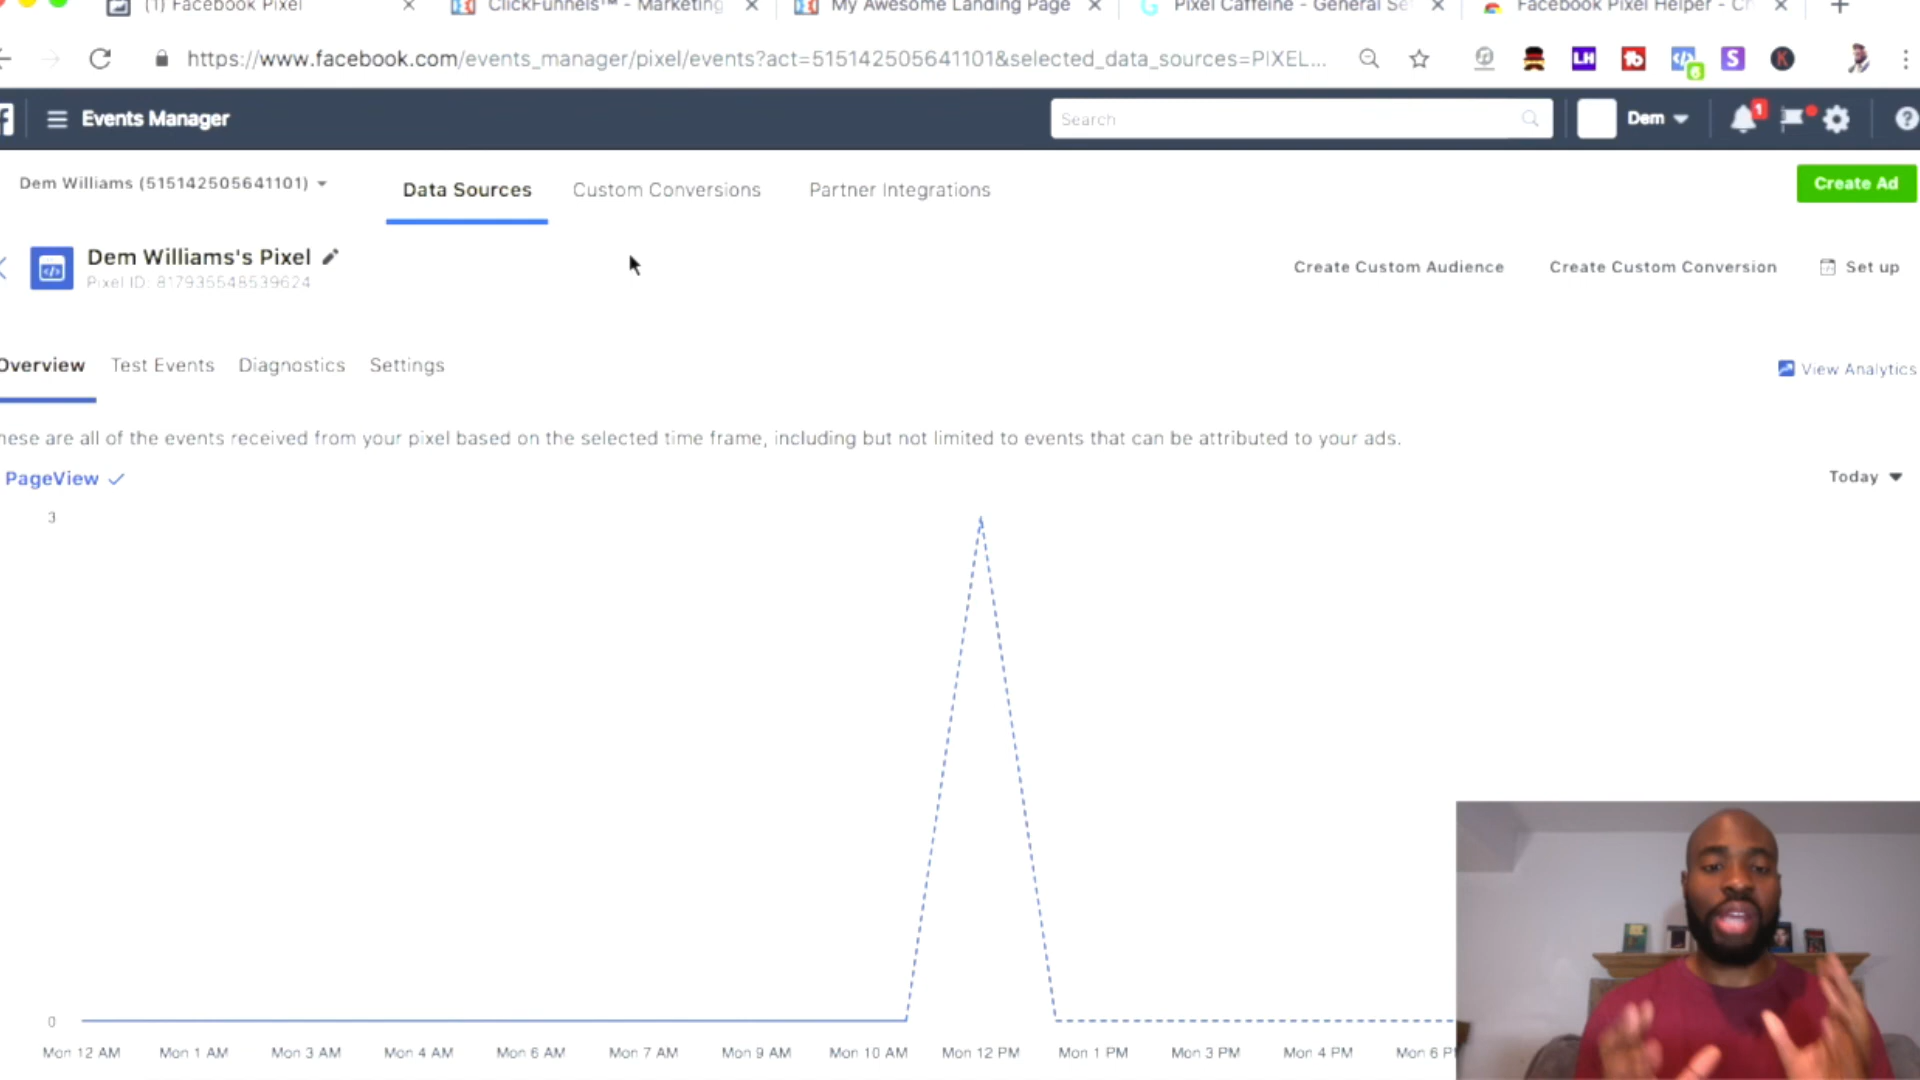 (1) Facebook Pixel
ClickFunnels™ - Marketing
My Awesome Landing Page
Pixel Caffeine - General Se
Facebook Pixel Helper - Ch
https://www.facebook.com/events_manager/pixel/events?act=515142505641101&selected_data_sources=PIXEL...
LH
6
S
K
Events Manager
Search
Dem
1
Dem Williams (515142505641101)
Data Sources
Custom Conversions
Partner Integrations
Create Ad
Dem Williams's Pixel
Pixel ID: 817935548539624
Create Custom Audience
Create Custom Conversion
Set up
Overview
Test Events
Diagnostics
Settings
View Analytics
hese are all of the events received from your pixel based on the selected time frame, including but not limited to events that can be attributed to your ads.
PageView
Today
3
0
Mon 12 AM
Mon 1 AM
Mon 3 AM
Mon 4 AM
Mon 6 AM
Mon 7 AM
Mon 9 AM
Mon 10 AM
Mon 12 PM
Mon 1 PM
Mon 3 PM
Mon 4 PM
Mon 6 P